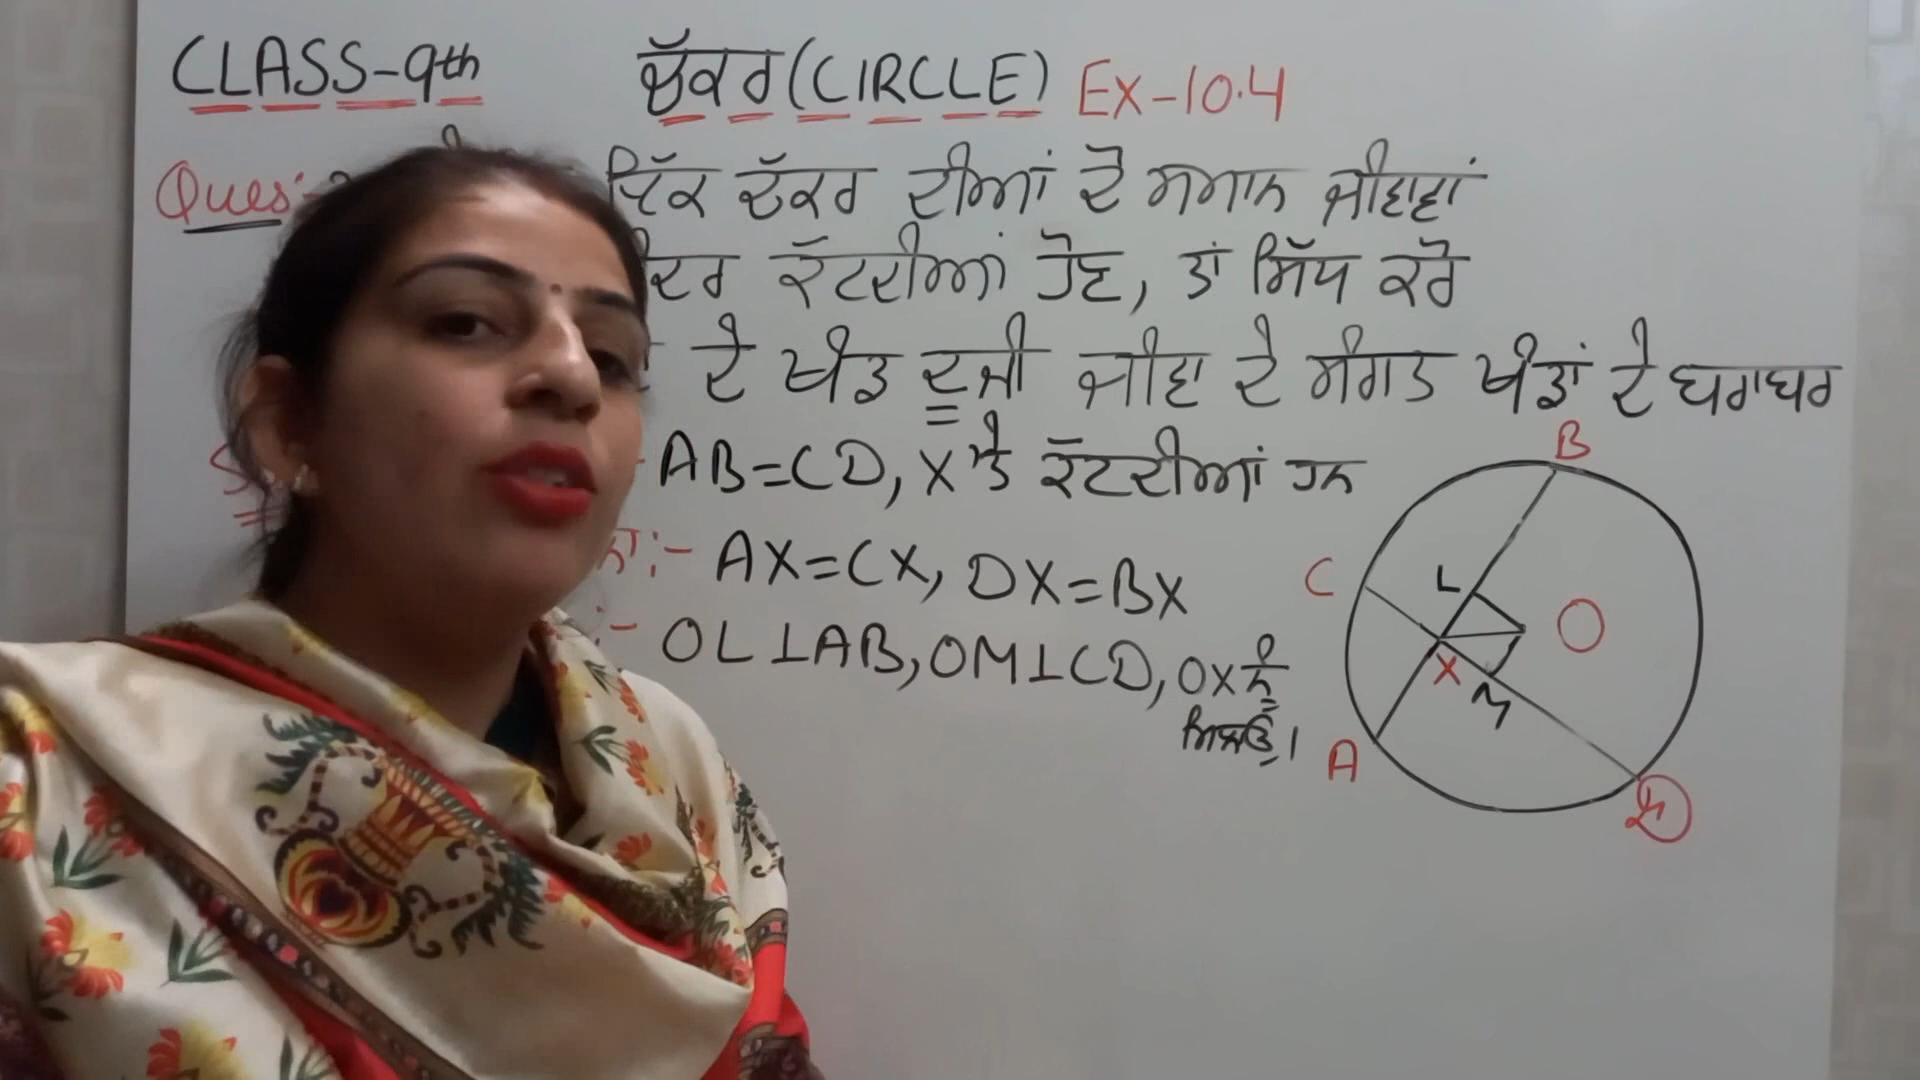 CLASS-9th ਚੱਕਰ (CIRCLE) EX-10.4
Ques:- ਇੱਕ ਚੱਕਰ ਦੀਆਂ ਦੋ ਸਮਾਨ ਜੀਵਾਵਾਂ
ਕੱਟਦੀਆਂ ਹੋਣ, ਤਾਂ ਸਿੱਧ ਕਰੋ
ਦੇ ਖੰਡ ਦੂਜੀ ਜੀਵਾ ਦੇ ਸੰਗਤ ਖੰਡਾਂ ਦੇ ਬਰਾਬਰ
AB=CD, X ਤੇ ਕੱਟਦੀਆਂ ਹਨ
:- AX=CX, DX=BX
:- OL⊥AB, OM⊥CD, OX ਨੂੰ
ਮਿਲਾਉ।
B
C
L
O
X
M
A
D